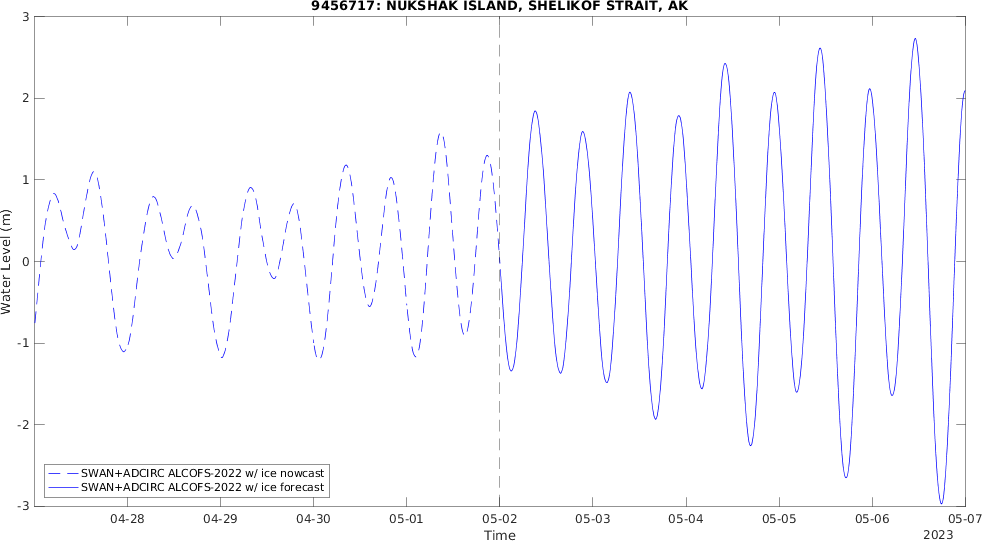 9456717: NUKSHAK ISLAND, SHELIKOF STRAIT, AK
3
2
1
0
-1
-2
-3
Water Level (m)
SWAN+ADCIRC ALCOFS-2022 w/ ice nowcast
SWAN+ADCIRC ALCOFS-2022 w/ ice forecast
04-28 04-29 04-30 05-01 05-02 05-03 05-04 05-05 05-06 05-07
Time
2023